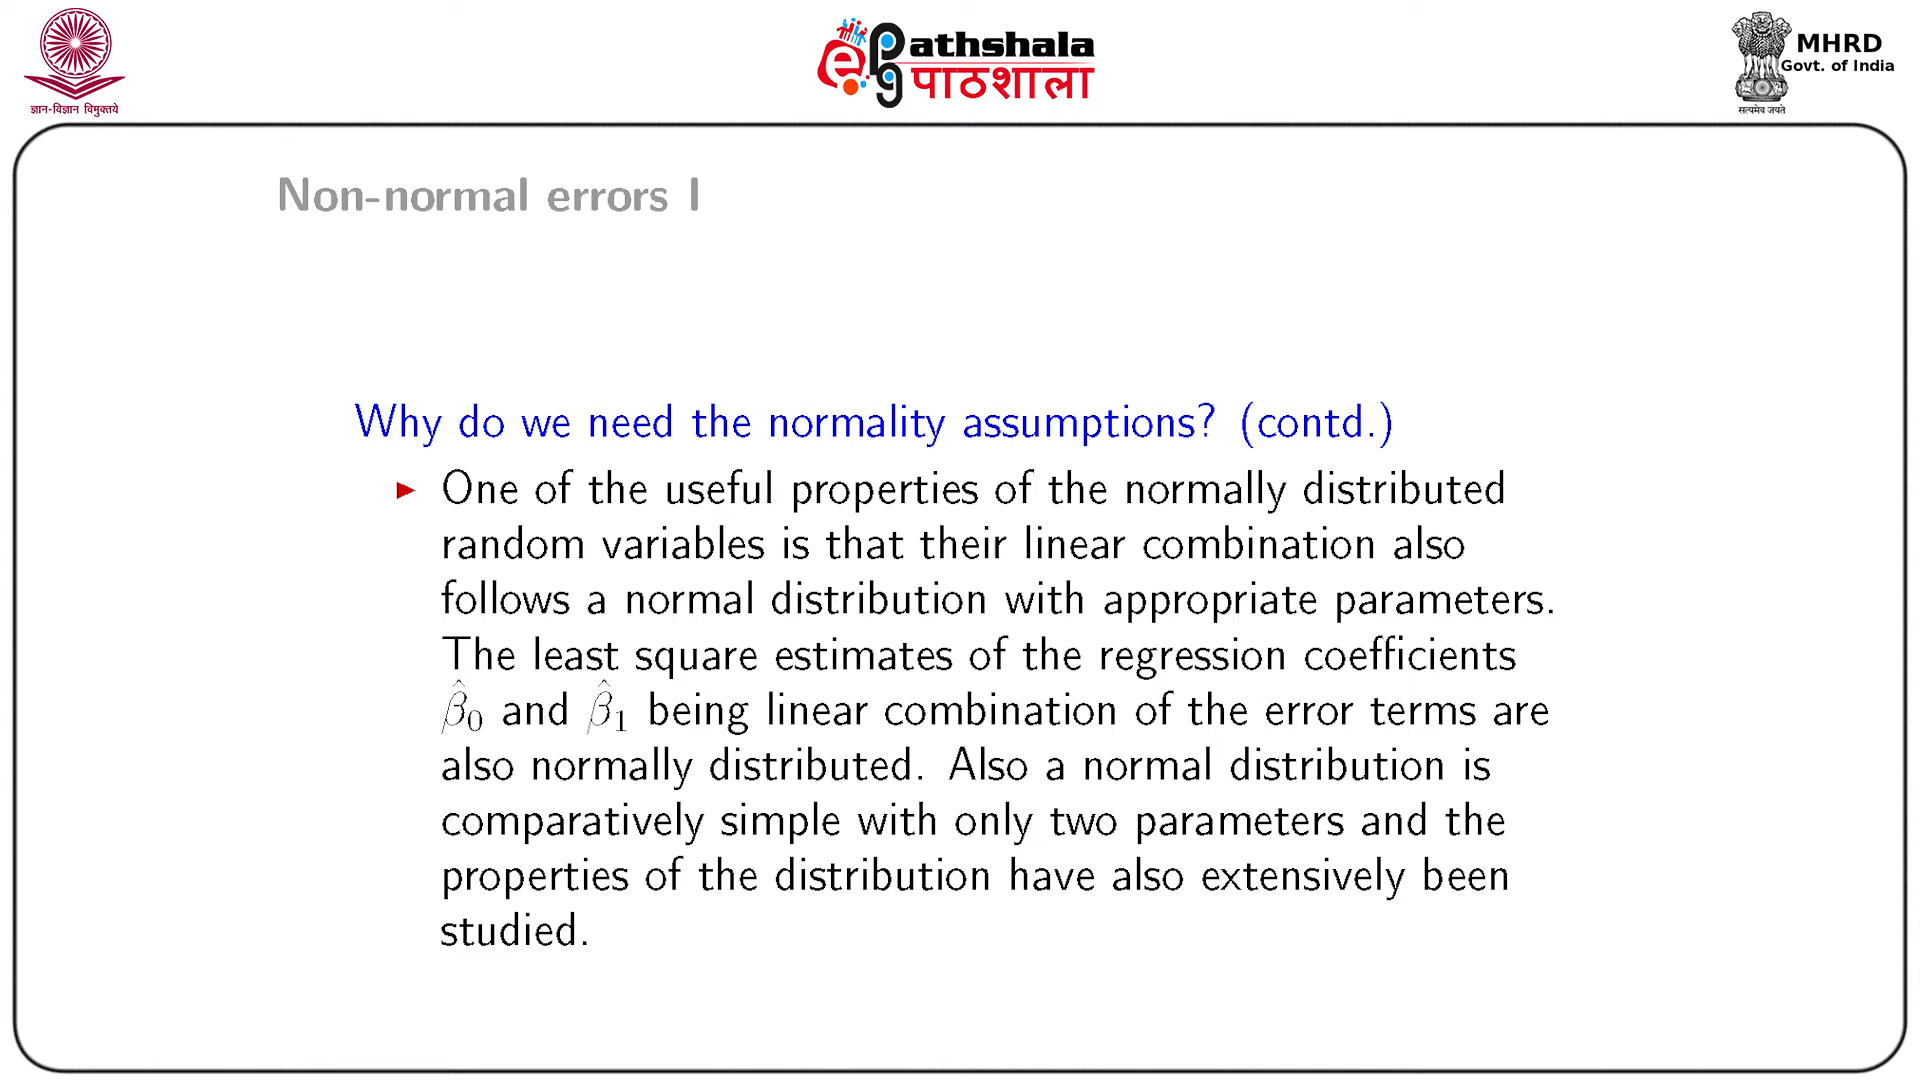 ज्ञान-विज्ञान विमुक्तये
ePG Pathshala
पाठशाला
MHRD
Govt. of India
सत्यमेव जयते
Non-normal errors I
Why do we need the normality assumptions? (contd.)
▶ One of the useful properties of the normally distributed
random variables is that their linear combination also
follows a normal distribution with appropriate parameters.
The least square estimates of the regression coefficients
β̂₀ and β̂₁ being linear combination of the error terms are
also normally distributed. Also a normal distribution is
comparatively simple with only two parameters and the
properties of the distribution have also extensively been
studied.